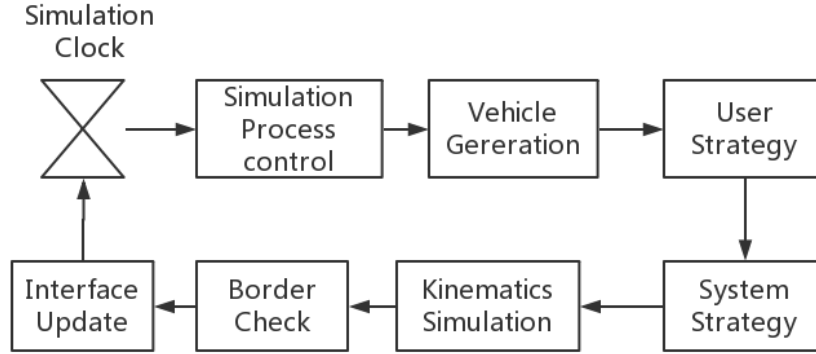 Simulation
Clock
Simulation
Process
control
Vehicle
Gereration
User
Strategy
Interface
Update
Border
Check
Kinematics
Simulation
System
Strategy